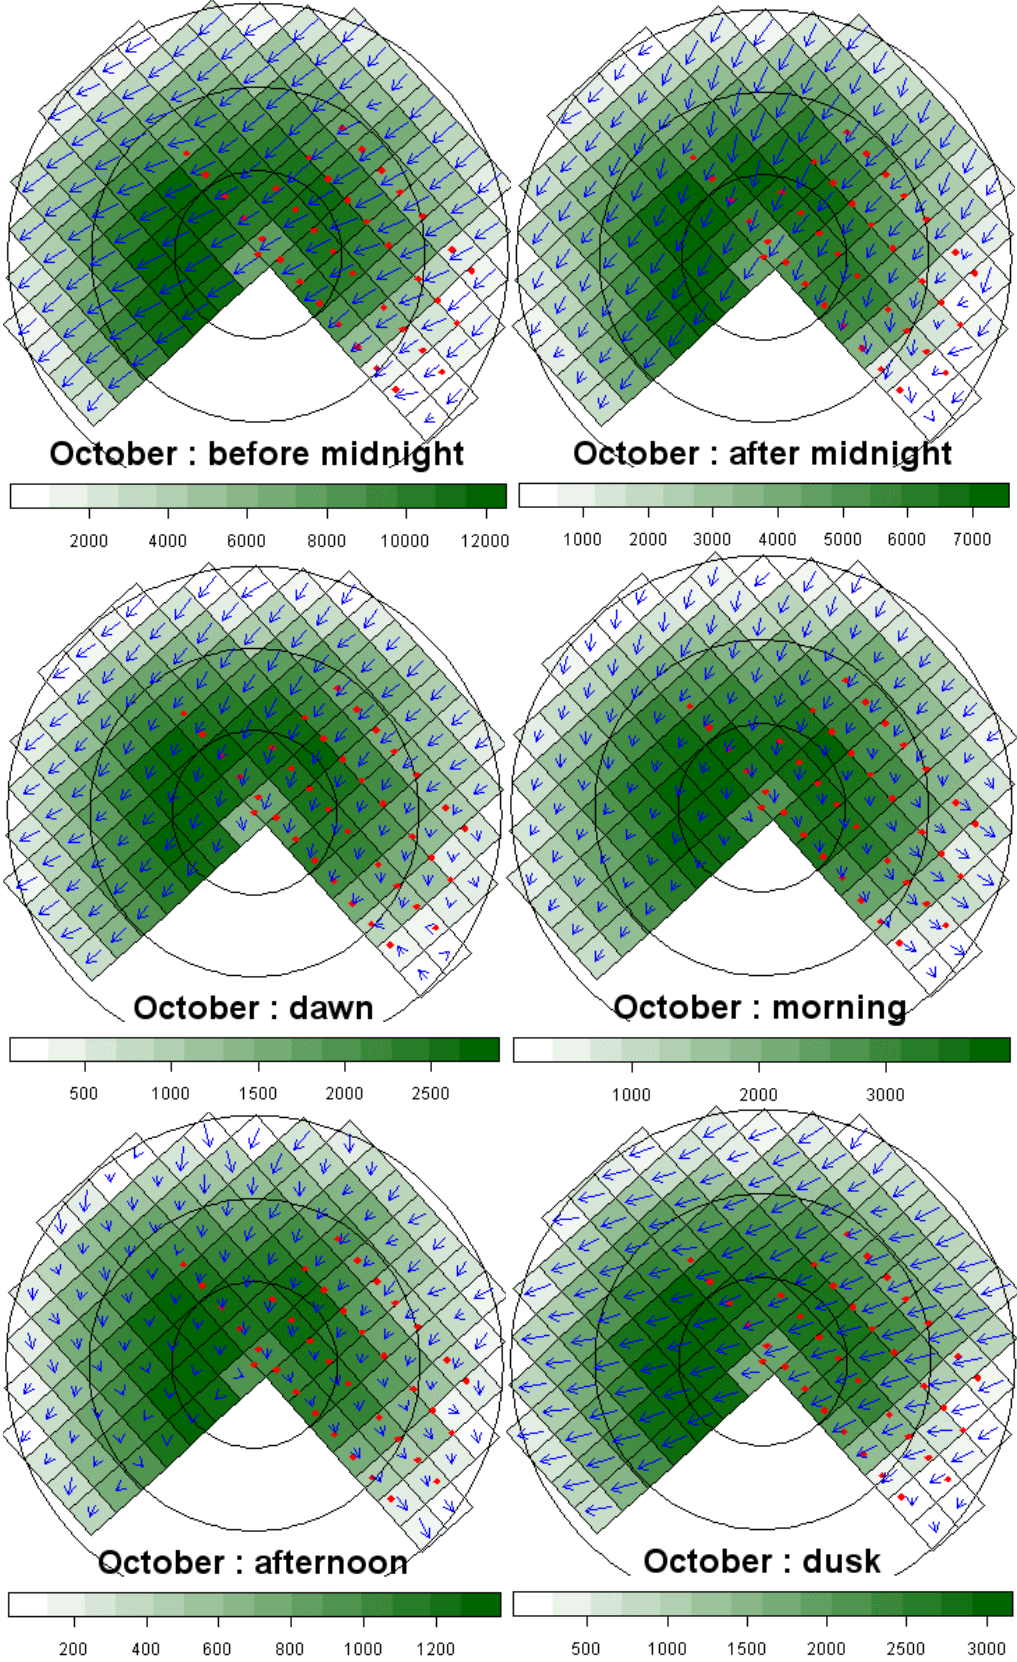 October : before midnight
October : after midnight
2000 4000 6000 8000 10000 12000
1000 2000 3000 4000 5000 6000 7000
October : dawn
October : morning
500 1000 1500 2000 2500
1000 2000 3000
October : afternoon
October : dusk
200 400 600 800 1000 1200
500 1000 1500 2000 2500 3000